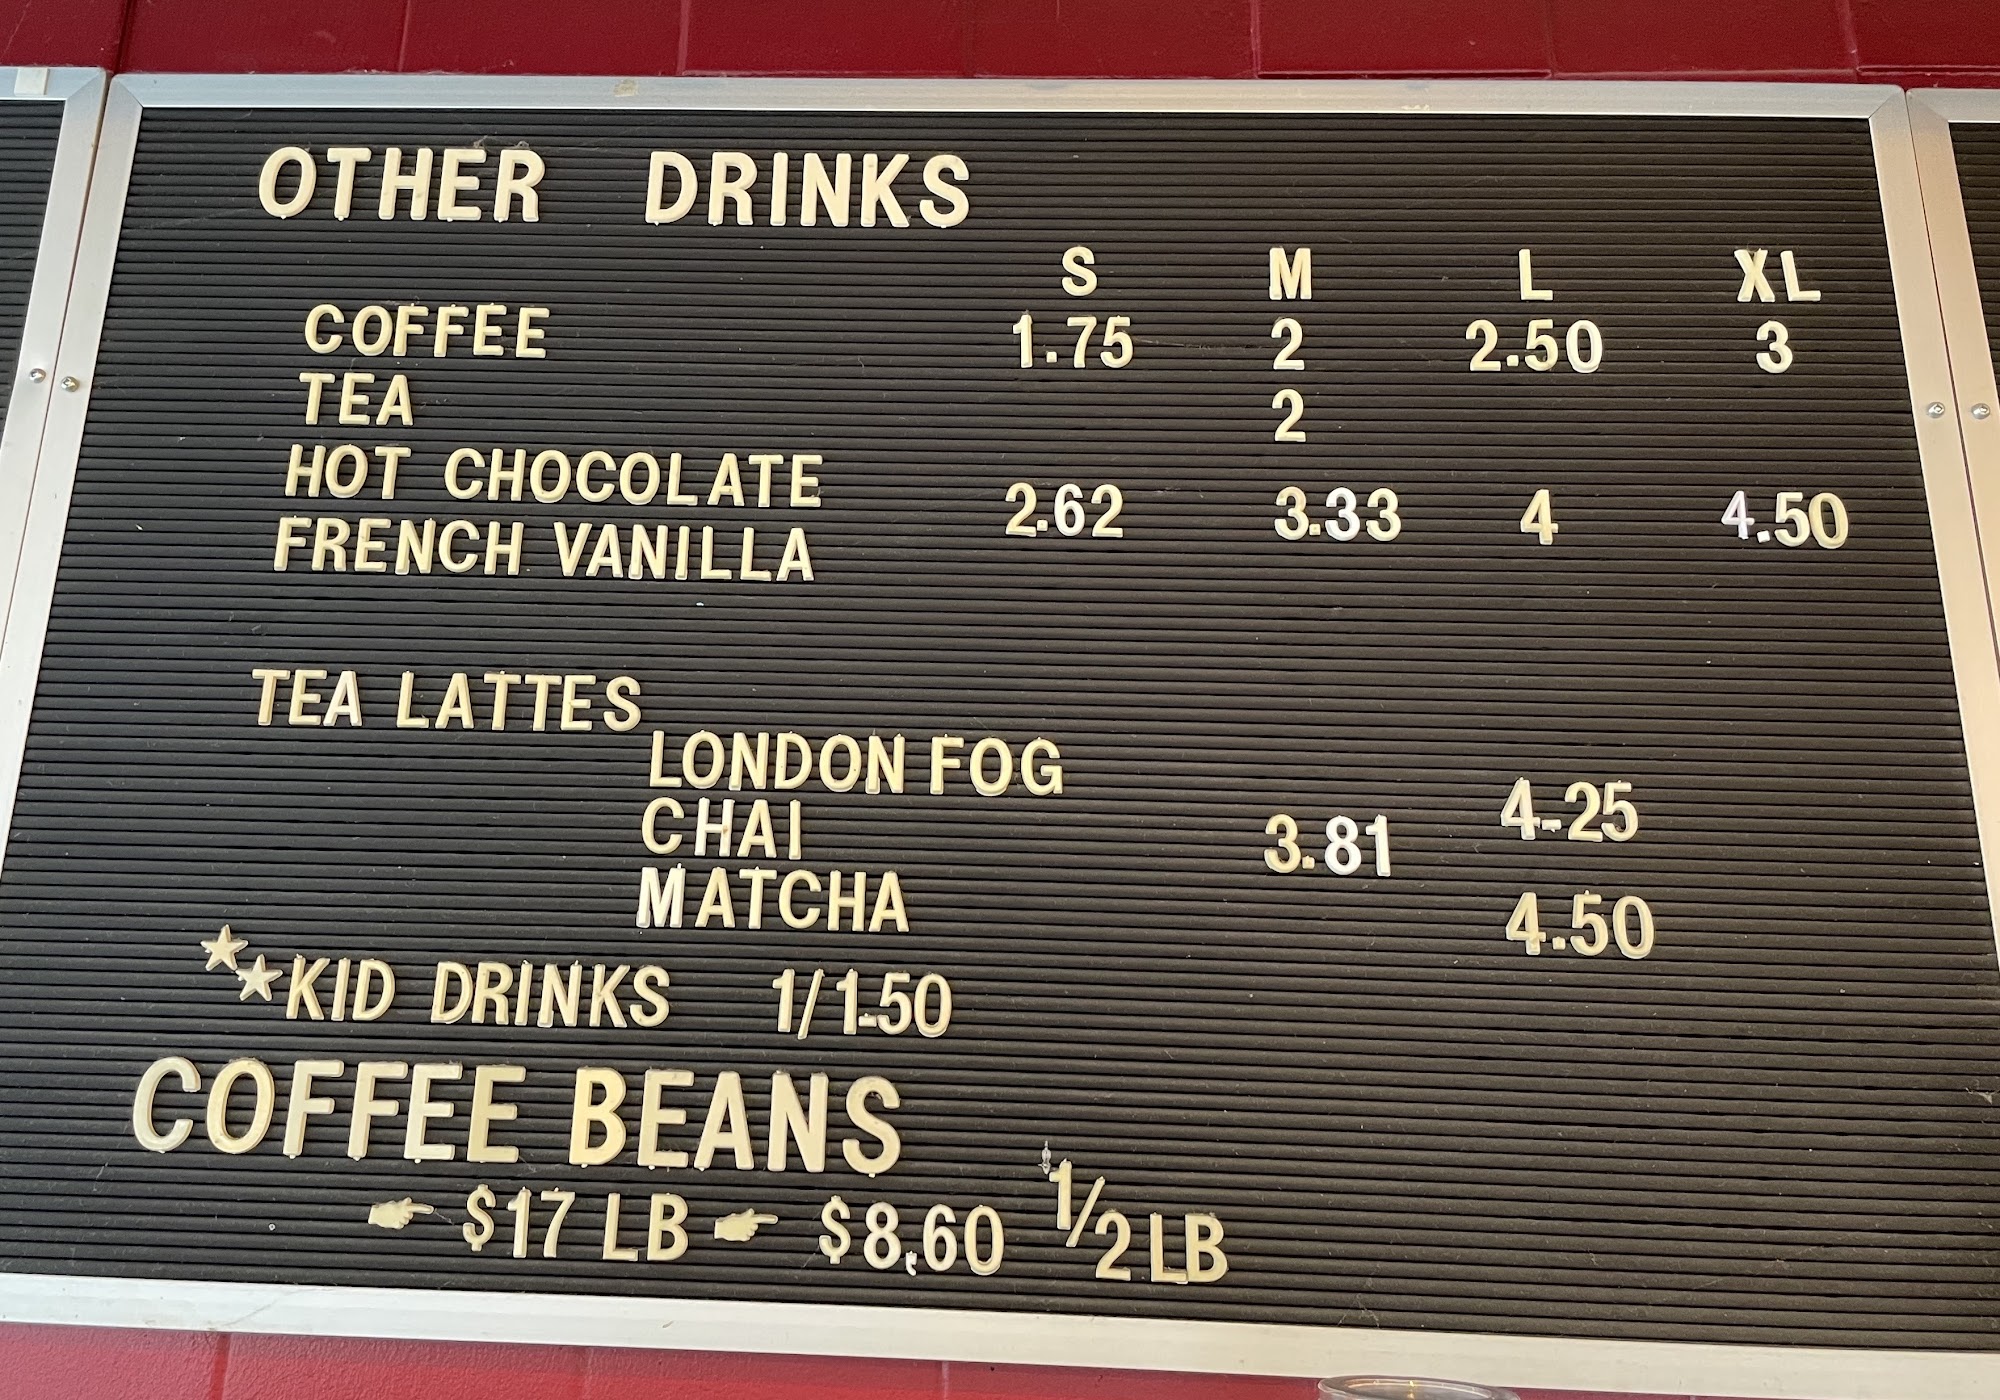 OTHER DRINKS
S M L XL
COFFEE 1.75 2 2.50 3
TEA 2
HOT CHOCOLATE
2.62 3.33 4 4.50
FRENCH VANILLA
TEA LATTES
LONDON FOG
4.25
CHAI 3.81
MATCHA 4.50
KID DRINKS 1/1.50
COFFEE BEANS
$17 LB $8,60 1/2 LB